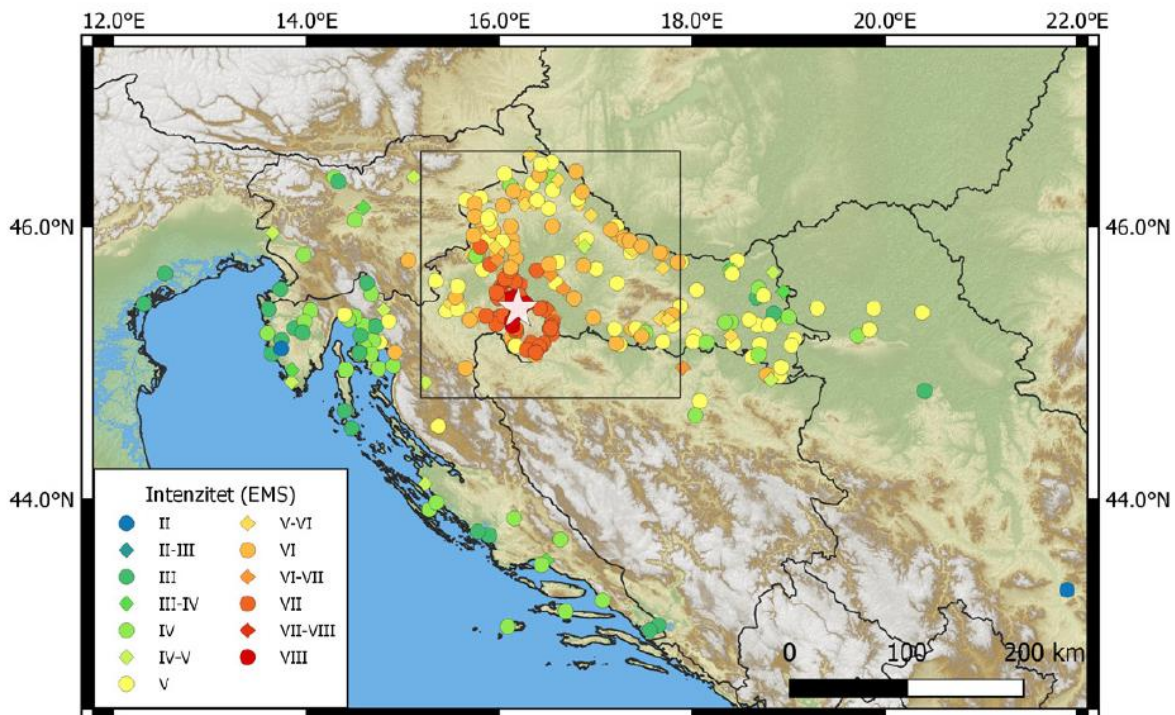 12.0°E 14.0°E 16.0°E 18.0°E 20.0°E 22.0°E
46.0°N 46.0°N
44.0°N 44.0°N
Intenzitet (EMS)
II V-VI
II-III VI
III VI-VII
III-IV VII
IV VII-VIII
IV-V VIII
V
0 100 200 km